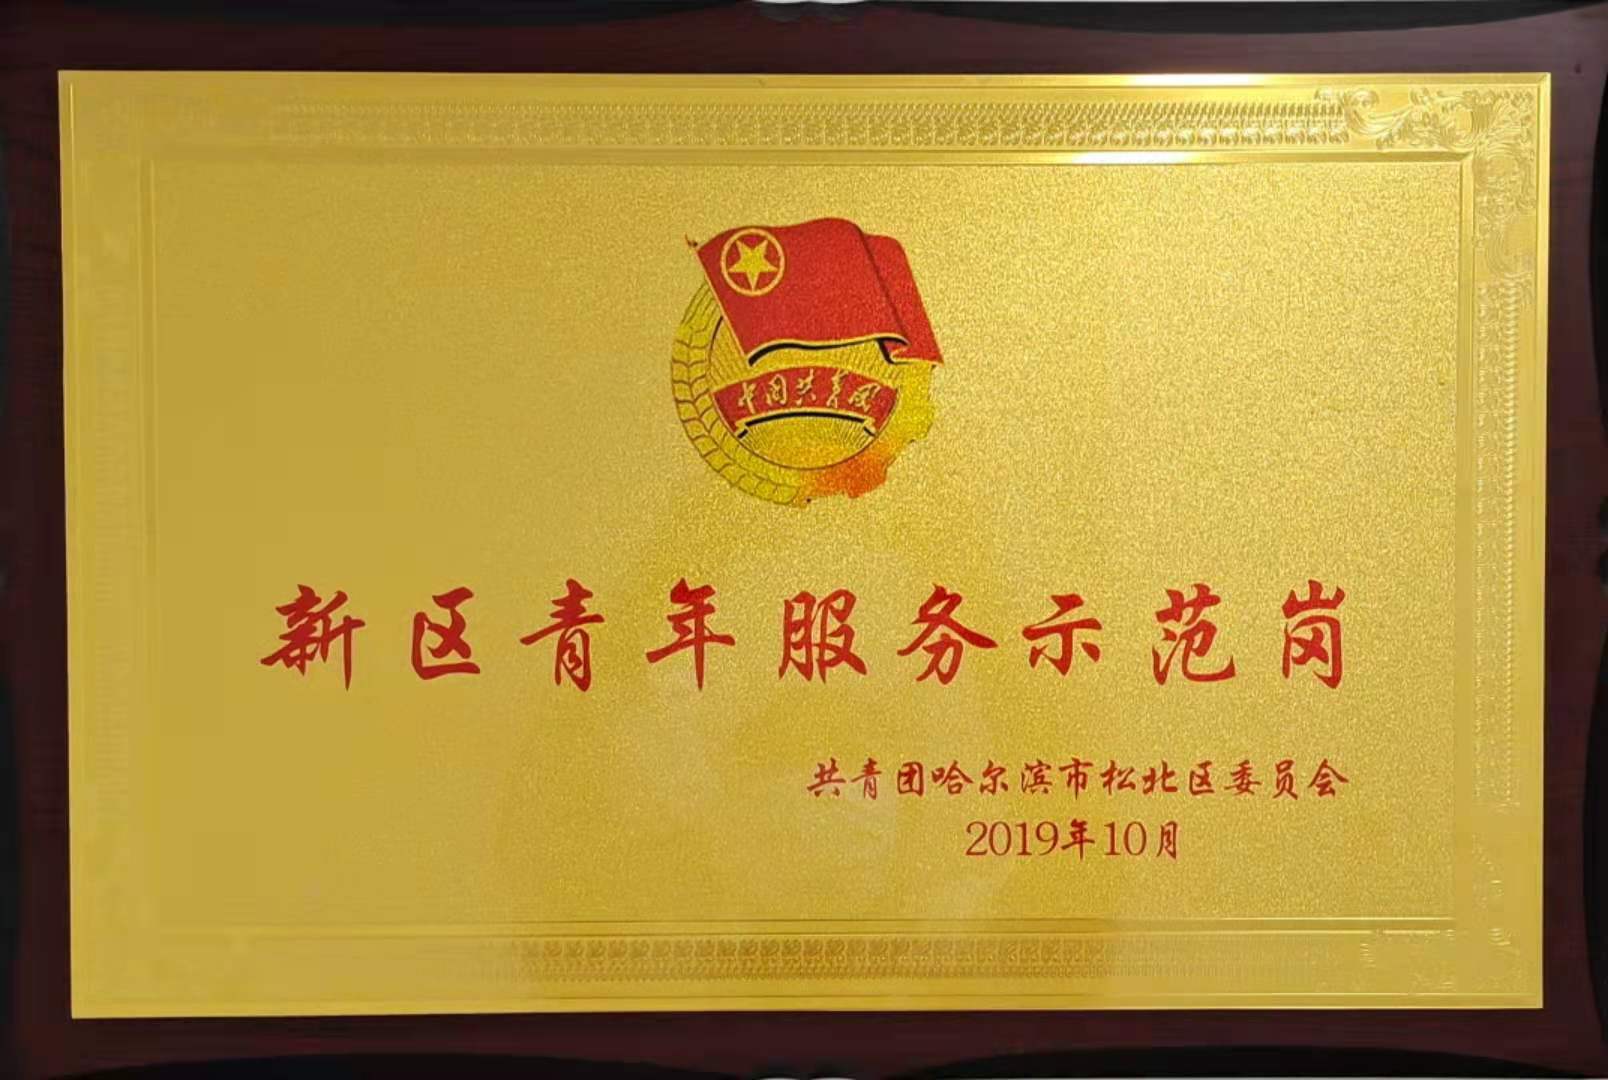 中国共青团
新区青年服务示范岗
共青团哈尔滨市松北区委员会
2019年10月